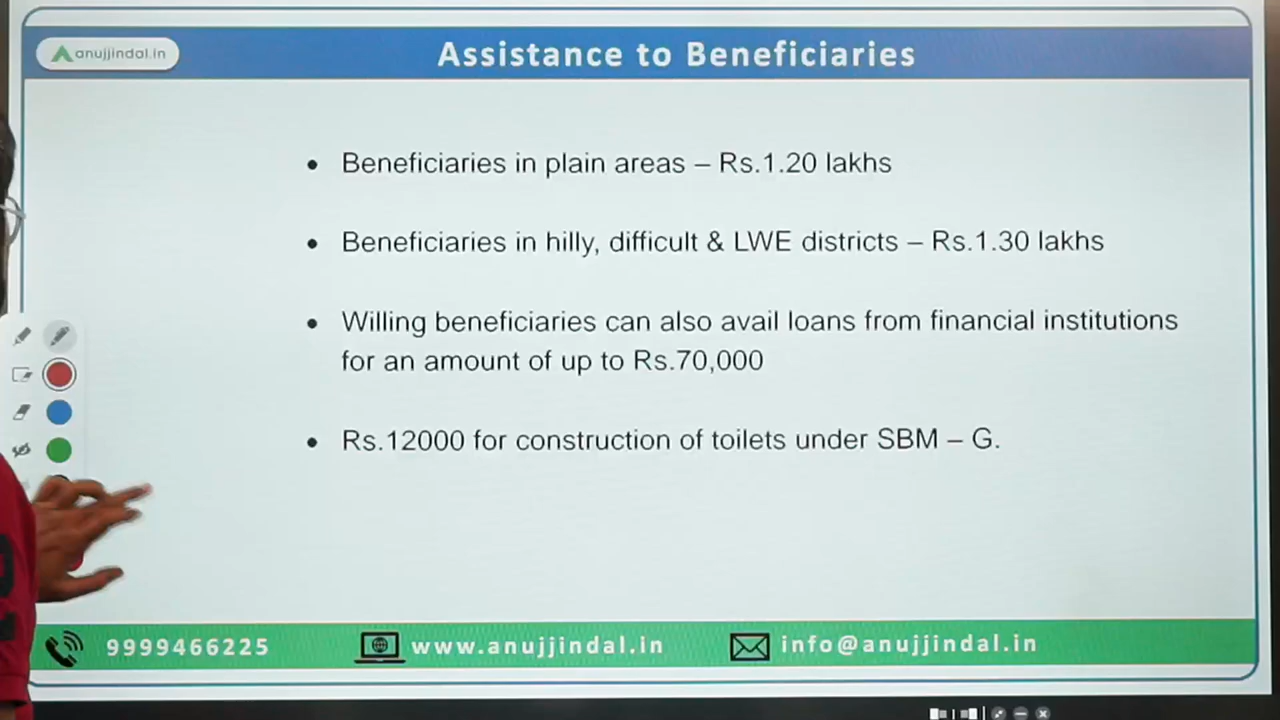 anujjindal.in
Assistance to Beneficiaries
• Beneficiaries in plain areas – Rs.1.20 lakhs
• Beneficiaries in hilly, difficult & LWE districts – Rs.1.30 lakhs
• Willing beneficiaries can also avail loans from financial institutions
for an amount of up to Rs.70,000
• Rs.12000 for construction of toilets under SBM – G.
9999466225
www.anujjindal.in
info@anujjindal.in